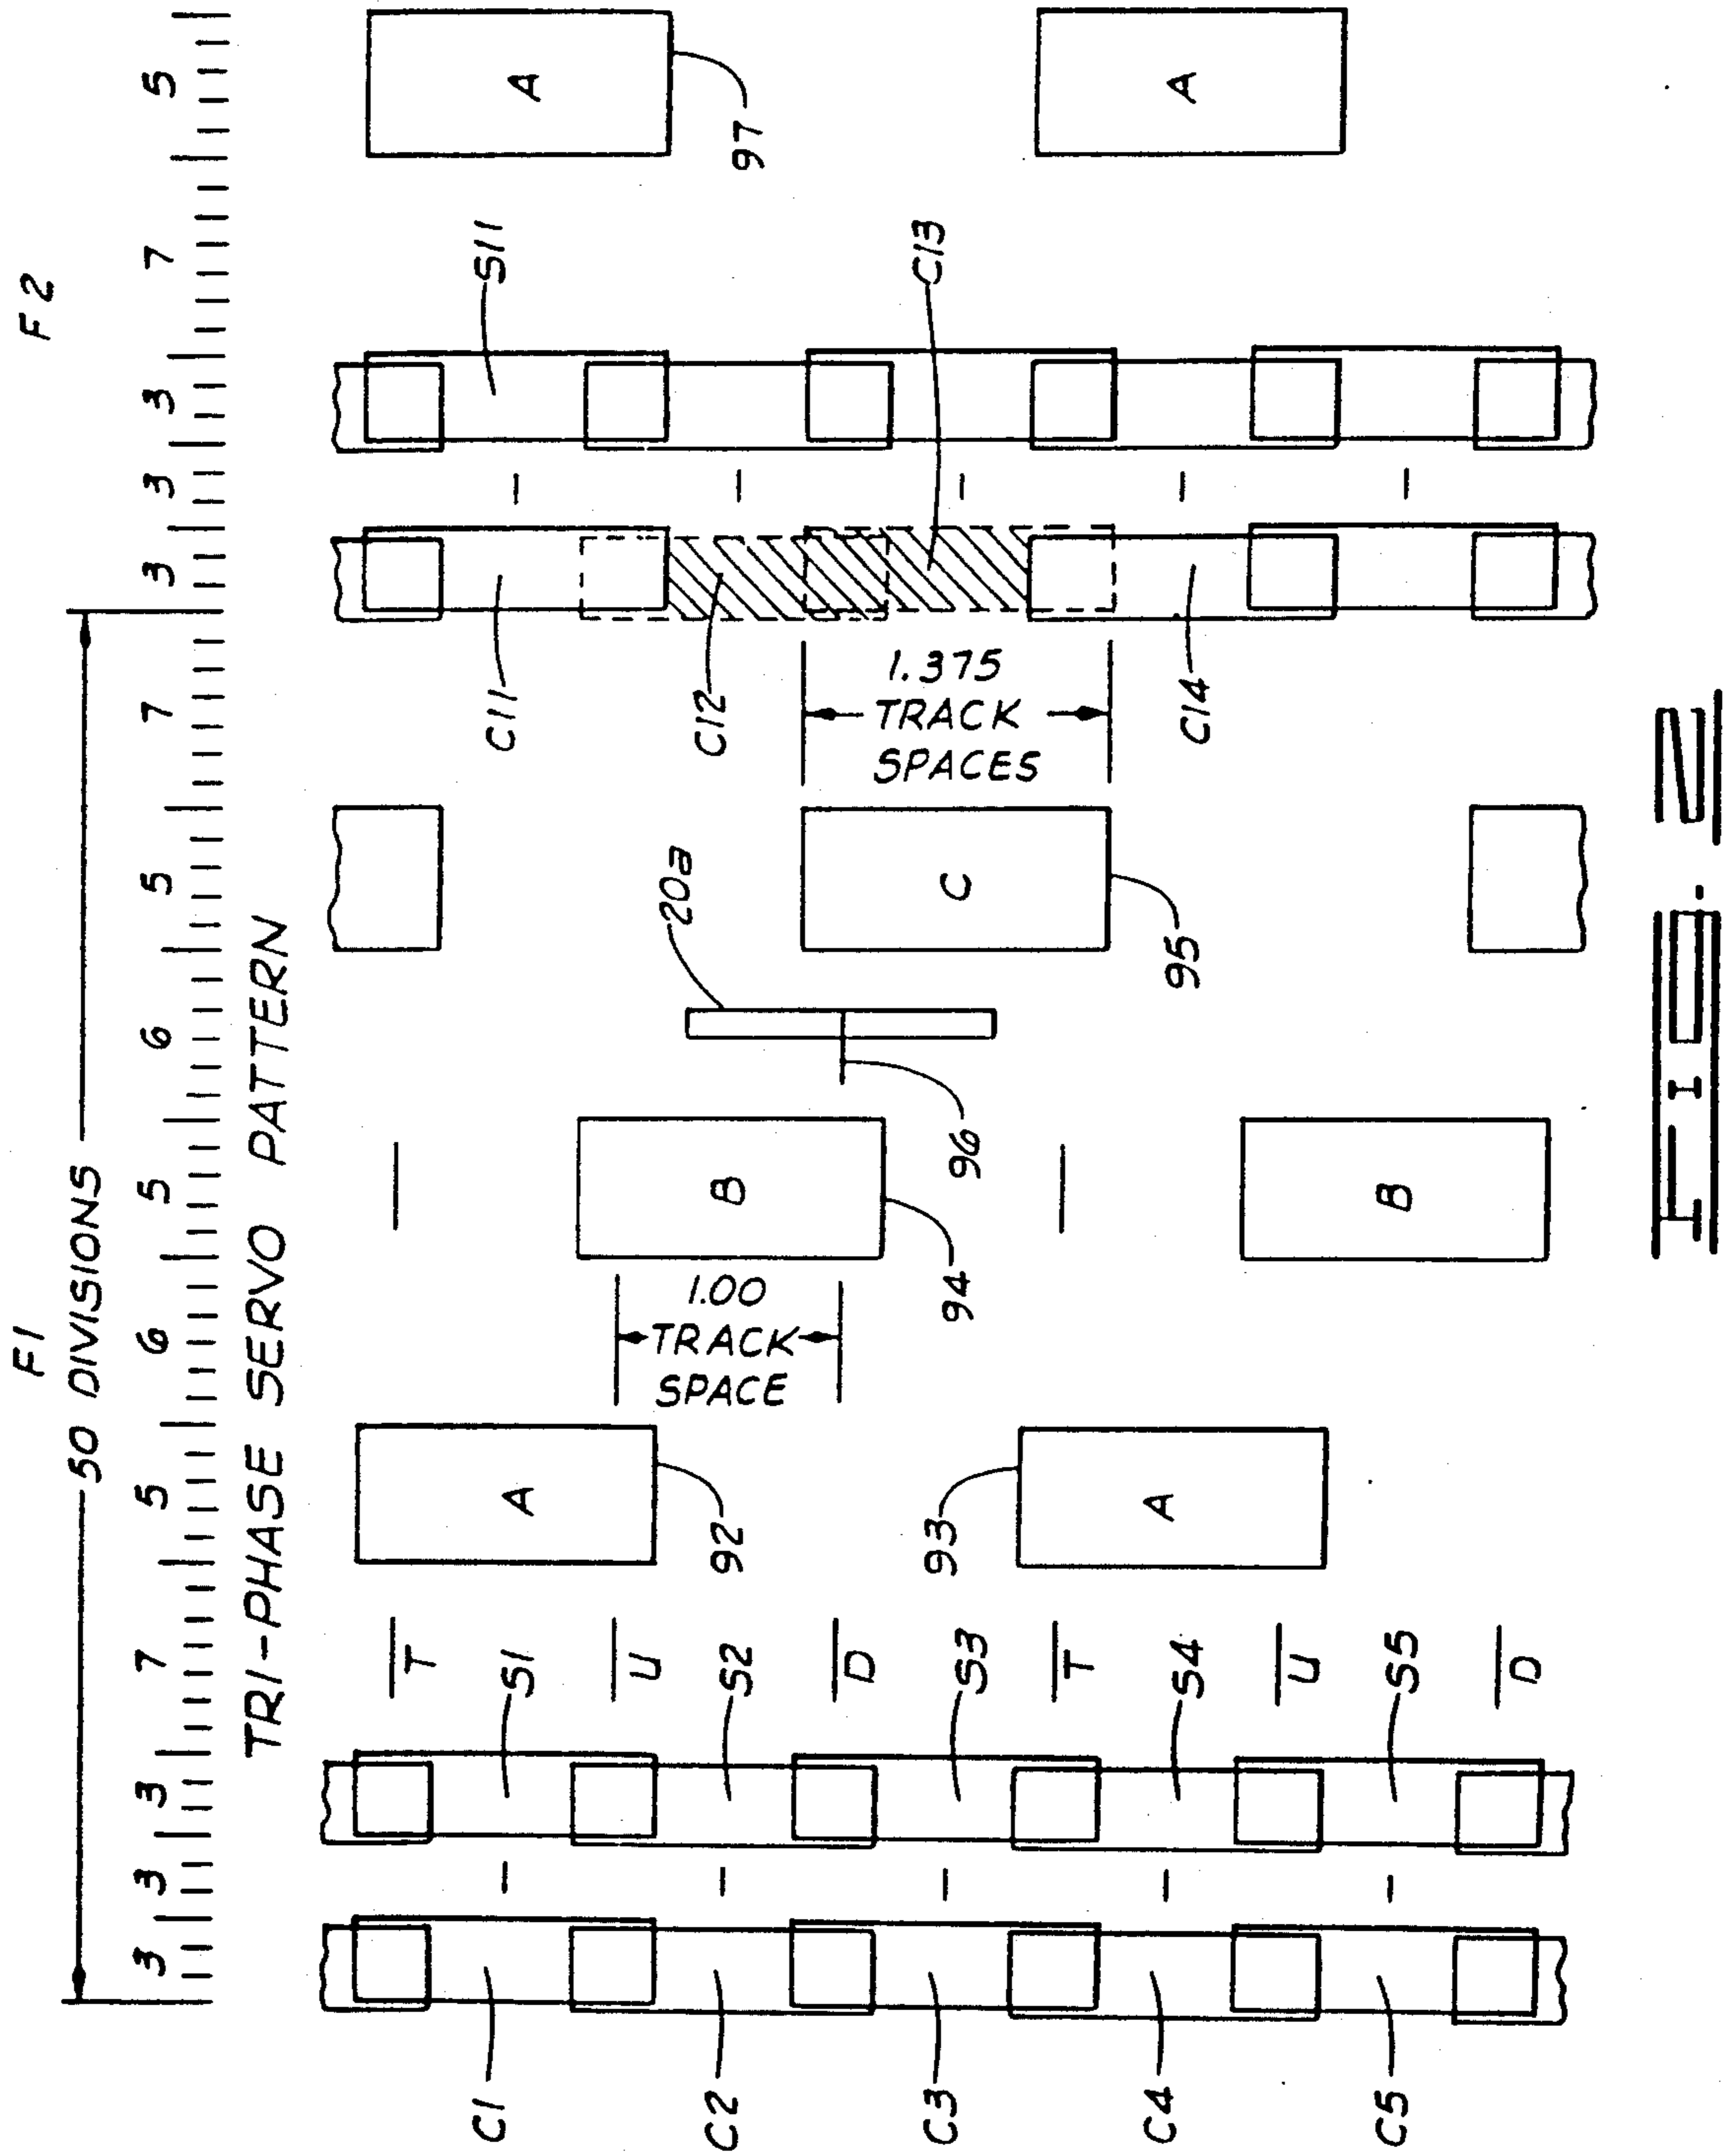 F1
F2
50 DIVISIONS
3 3 3 7 5 6 5 6 5 7 3 3 3 7 5
TRI-PHASE SERVO PATTERN
C1
C2
C3
C4
C5
S1
S2
S3
S4
S5
T
U
D
T
U
D
A
92
A
93
1.00
TRACK
SPACE
B
94
B
20a
96
C
95
1.375
TRACK
SPACES
C11
C12
C13
C14
S11
A
97
A
FIG. 2